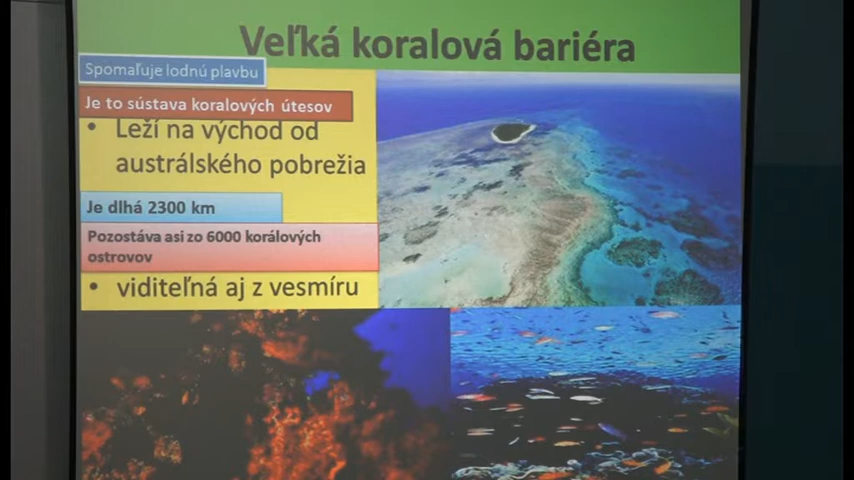 Veľká koralová bariéra
Spomaľuje lodnú plavbu
Je to sústava koralových útesov
• Leží na východ od
austrálského pobrežia
Je dlhá 2300 km
Pozostáva asi zo 6000 korálových
ostrovov
• viditeľná aj z vesmíru